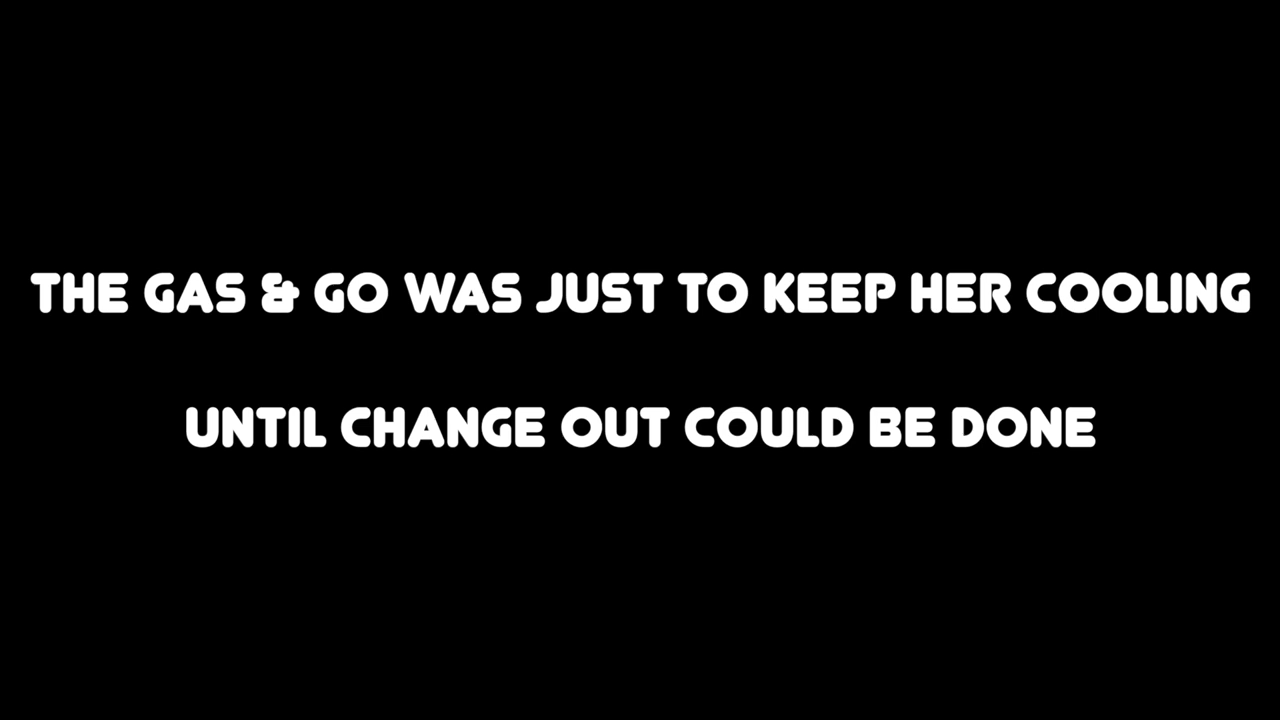 THE GAS & GO WAS JUST TO KEEP HER COOLING
UNTIL CHANGE OUT COULD BE DONE